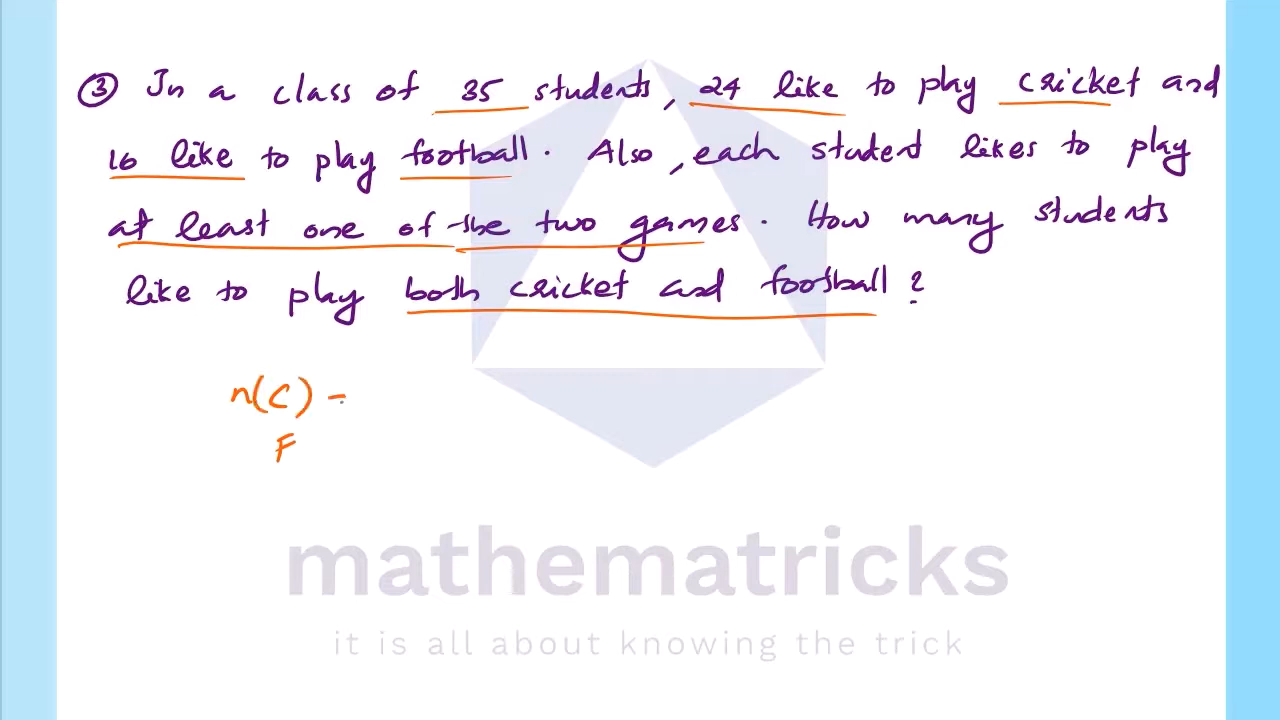 ③ In a class of 35 students, 24 like to play cricket and
16 like to play football. Also, each student likes to play
at least one of the two games. How many students
like to play both cricket and football?
n(C) =
F
mathematricks
it is all about knowing the trick